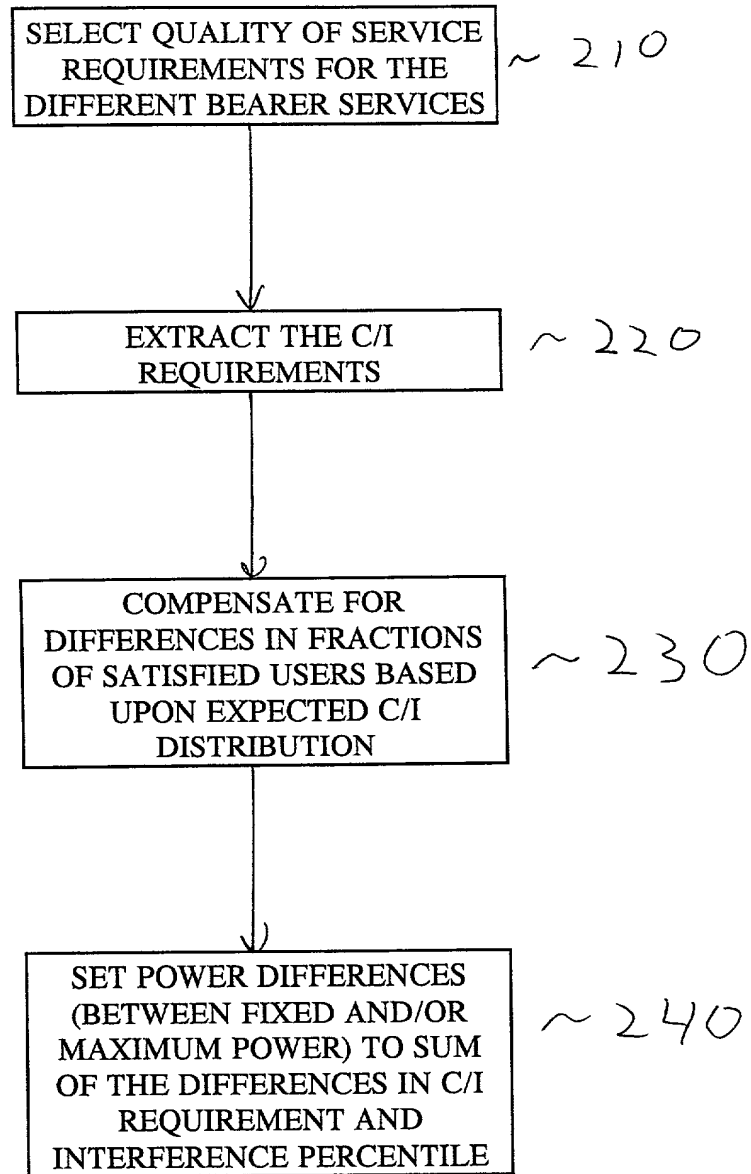 SELECT QUALITY OF SERVICE
REQUIREMENTS FOR THE
DIFFERENT BEARER SERVICES
~ 210
EXTRACT THE C/I
REQUIREMENTS
~ 220
COMPENSATE FOR
DIFFERENCES IN FRACTIONS
OF SATISFIED USERS BASED
UPON EXPECTED C/I
DISTRIBUTION
~ 230
SET POWER DIFFERENCES
(BETWEEN FIXED AND/OR
MAXIMUM POWER) TO SUM
OF THE DIFFERENCES IN C/I
REQUIREMENT AND
INTERFERENCE PERCENTILE
~ 240